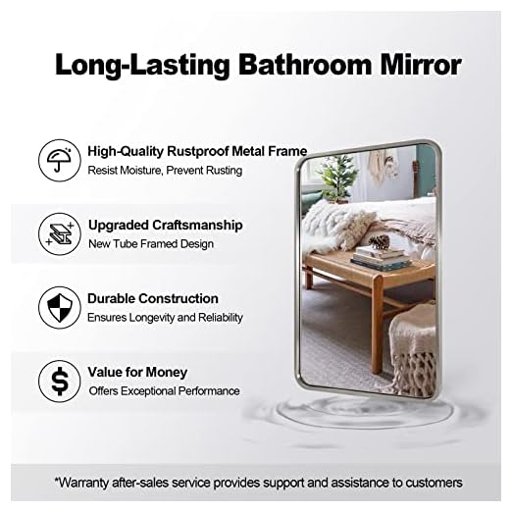 Long-Lasting Bathroom Mirror
High-Quality Rustproof Metal Frame
Resist Moisture, Prevent Rusting
Upgraded Craftsmanship
New Tube Framed Design
Durable Construction
Ensures Longevity and Reliability
$
Value for Money
Offers Exceptional Performance
*Warranty after-sales service provides support and assistance to customers